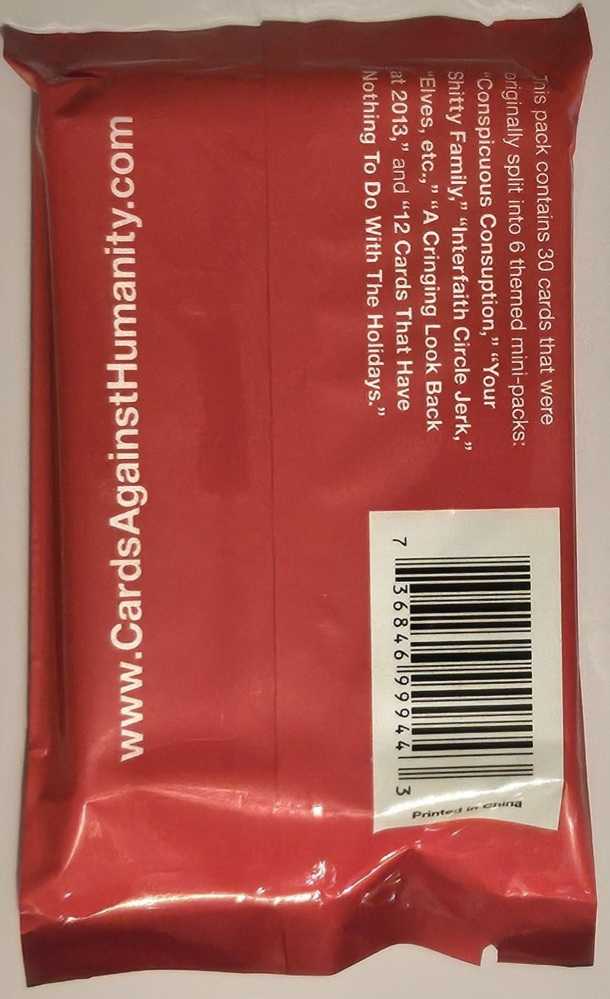 This pack contains 30 cards that were
originally split into 6 themed mini-packs:
"Conspicuous Consuption," "Your
Shitty Family," "Interfaith Circle Jerk,"
"Elves, etc.," "A Cringing Look Back
at 2013," and "12 Cards That Have
Nothing To Do With The Holidays."
www.CardsAgainstHumanity.com
7 36846 99944 3
Printed in China